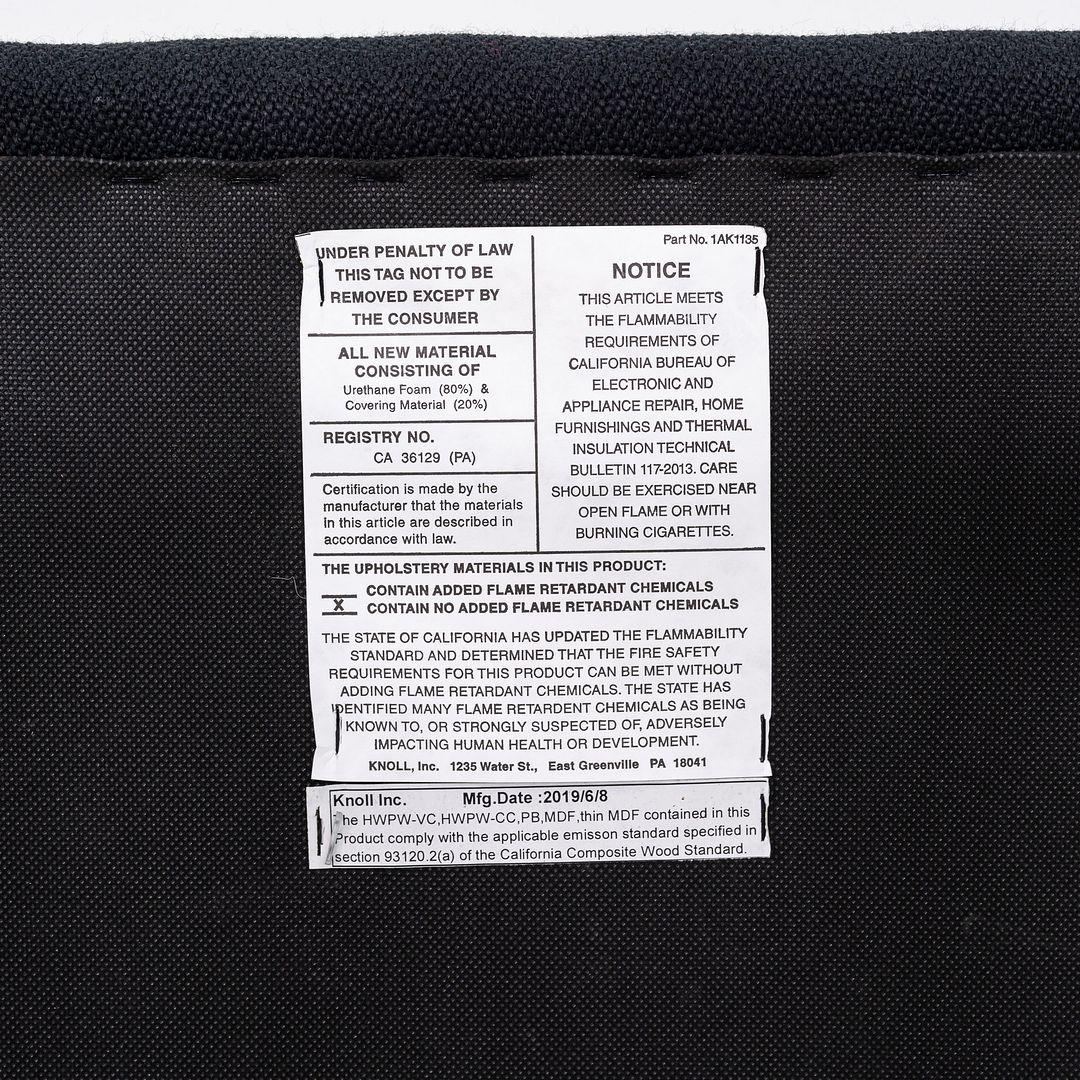 UNDER PENALTY OF LAW
THIS TAG NOT TO BE
REMOVED EXCEPT BY
THE CONSUMER
ALL NEW MATERIAL
CONSISTING OF
Urethane Foam (80%) &
Covering Material (20%)
REGISTRY NO.
CA 36129 (PA)
Certification is made by the
manufacturer that the materials
in this article are described in
accordance with law.
Part No. 1AK1135
NOTICE
THIS ARTICLE MEETS
THE FLAMMABILITY
REQUIREMENTS OF
CALIFORNIA BUREAU OF
ELECTRONIC AND
APPLIANCE REPAIR, HOME
FURNISHINGS AND THERMAL
INSULATION TECHNICAL
BULLETIN 117-2013. CARE
SHOULD BE EXERCISED NEAR
OPEN FLAME OR WITH
BURNING CIGARETTES.
THE UPHOLSTERY MATERIALS IN THIS PRODUCT:
CONTAIN ADDED FLAME RETARDANT CHEMICALS
X CONTAIN NO ADDED FLAME RETARDANT CHEMICALS
THE STATE OF CALIFORNIA HAS UPDATED THE FLAMMABILITY
STANDARD AND DETERMINED THAT THE FIRE SAFETY
REQUIREMENTS FOR THIS PRODUCT CAN BE MET WITHOUT
ADDING FLAME RETARDANT CHEMICALS. THE STATE HAS
IDENTIFIED MANY FLAME RETARDENT CHEMICALS AS BEING
KNOWN TO, OR STRONGLY SUSPECTED OF, ADVERSELY
IMPACTING HUMAN HEALTH OR DEVELOPMENT.
KNOLL, Inc. 1235 Water St., East Greenville PA 18041
Knoll Inc. Mfg.Date :2019/6/8
The HWPW-VC,HWPW-CC,PB,MDF,thin MDF contained in this
Product comply with the applicable emisson standard specified in
section 93120.2(a) of the California Composite Wood Standard.